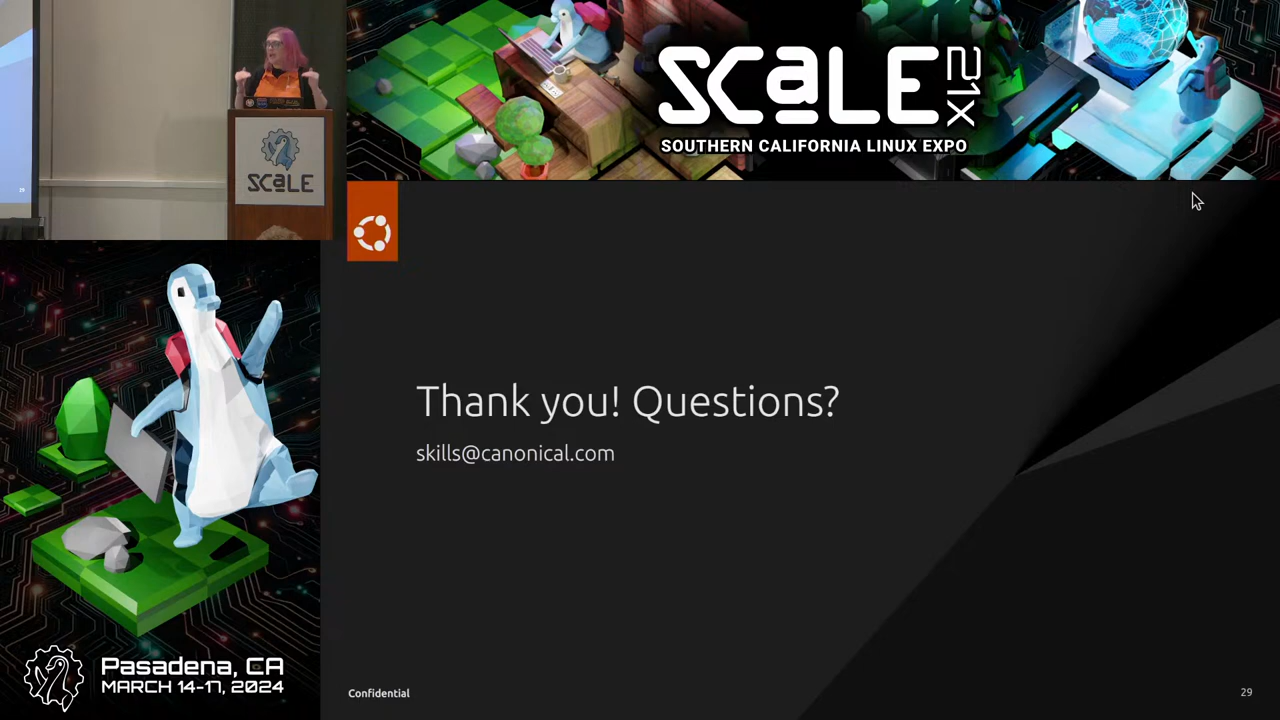 29
SCaLE
SCaLE 21x
SOUTHERN CALIFORNIA LINUX EXPO
Thank you! Questions?
skills@canonical.com
Pasadena, CA
MARCH 14-17, 2024
Confidential
29